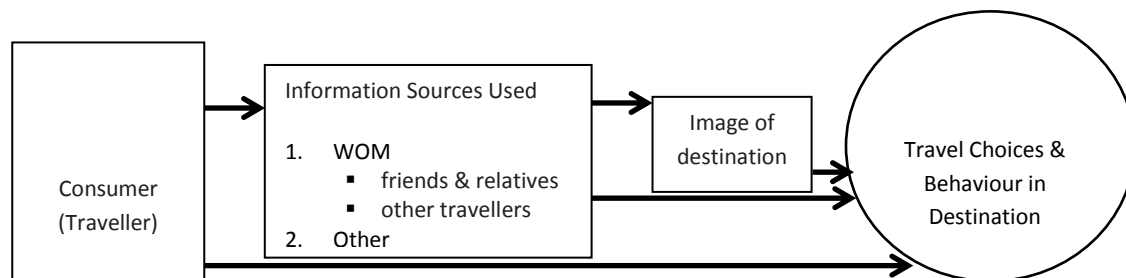 Consumer
(Traveller)
Information Sources Used
1. WOM
▪ friends & relatives
▪ other travellers
2. Other
Image of
destination
Travel Choices &
Behaviour in
Destination